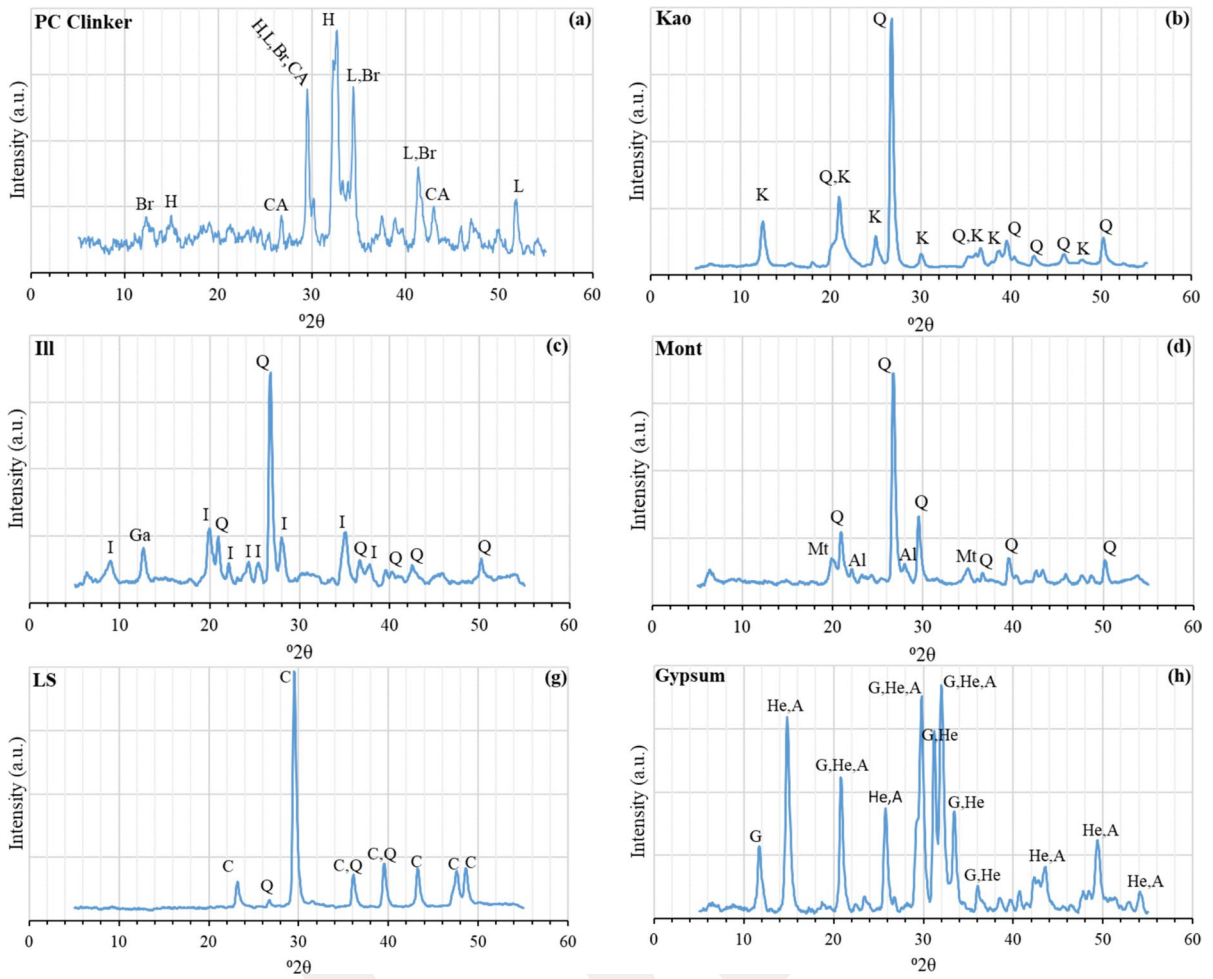 PC Clinker
(a)
H
H,L,Br,CA
L,Br
L,Br
Br
H
CA
CA
L
Intensity (a.u.)
0 10 20 30 40 50 60
º2θ
Kao
(b)
Q
K
Q,K
K
K
Q,K
K
Q
Q
Q
K
Q
Intensity (a.u.)
0 10 20 30 40 50 60
º2θ
Ill
(c)
Q
I
Ga
I
Q
I
I
I
I
I
Q
I
Q
Q
Q
Intensity (a.u.)
0 10 20 30 40 50 60
º2θ
Mont
(d)
Q
Mt
Q
Al
Al
Q
Mt
Q
Q
Q
Intensity (a.u.)
0 10 20 30 40 50 60
º2θ
LS
(g)
C
C
Q
C,Q
C,Q
C
C
C
Intensity (a.u.)
0 10 20 30 40 50 60
º2θ
Gypsum
(h)
G
He,A
G,He,A
He,A
G,He,A
G,He
G,He,A
G,He
G,He
He,A
He,A
He,A
Intensity (a.u.)
0 10 20 30 40 50 60
º2θ